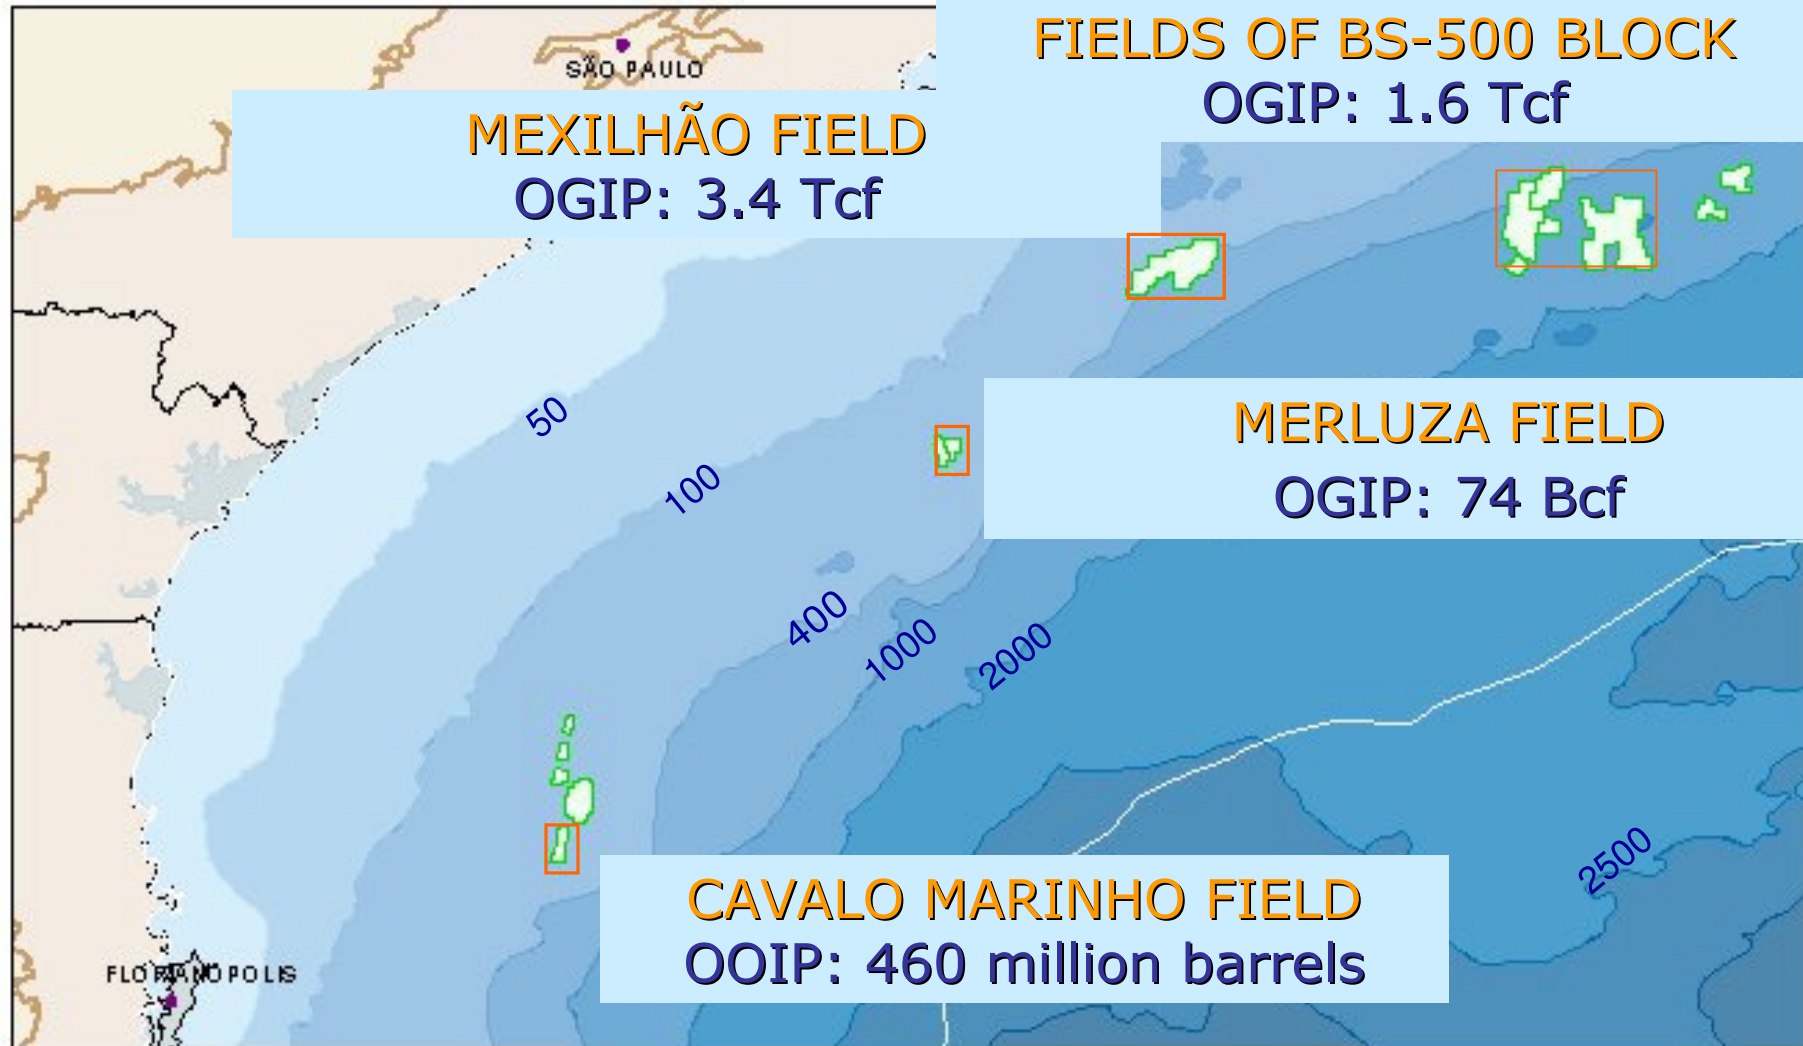 FIELDS OF BS-500 BLOCK
OGIP: 1.6 Tcf
SÃO PAULO
MEXILHÃO FIELD
OGIP: 3.4 Tcf
MERLUZA FIELD
OGIP: 74 Bcf
50
100
400
1000
2000
2500
CAVALO MARINHO FIELD
OOIP: 460 million barrels
FLORIANÓPOLIS